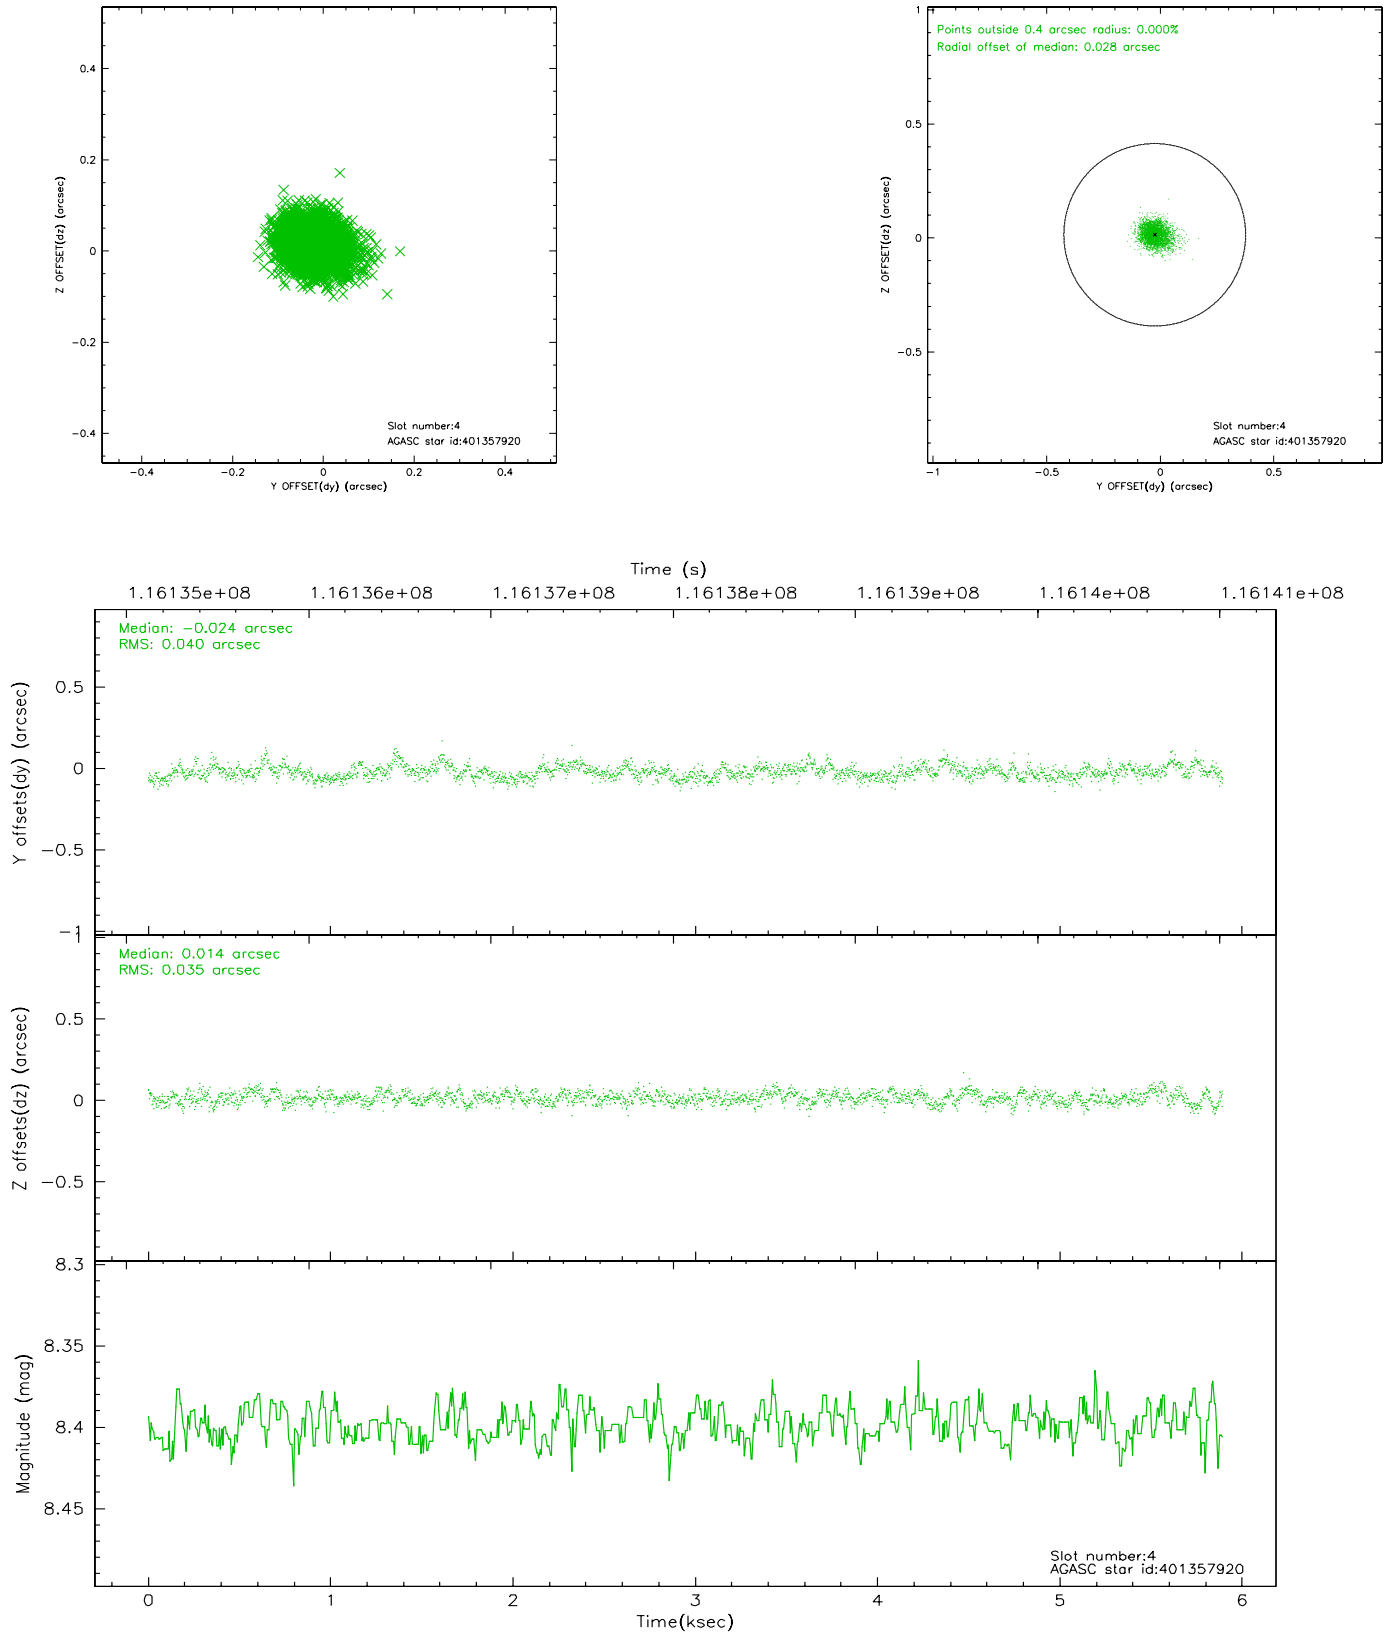 0.4
0.2
0
−0.2
−0.4
Z OFFSET(dz) (arcsec)
−0.4 −0.2 0 0.2 0.4
Y OFFSET(dy) (arcsec)
Slot number:4
AGASC star id:401357920
Points outside 0.4 arcsec radius: 0.000%
Radial offset of median: 0.028 arcsec
1
0.5
0
−0.5
Z OFFSET(dz) (arcsec)
−1 −0.5 0 0.5
Y OFFSET(dy) (arcsec)
Slot number:4
AGASC star id:401357920
Time (s)
1.16135e+08 1.16136e+08 1.16137e+08 1.16138e+08 1.16139e+08 1.1614e+08 1.16141e+08
Median: −0.024 arcsec
RMS: 0.040 arcsec
0.5
0
−0.5
−1
Y offsets(dy) (arcsec)
Median: 0.014 arcsec
RMS: 0.035 arcsec
1
0.5
0
−0.5
Z offsets(dz) (arcsec)
8.3
8.35
8.4
8.45
Magnitude (mag)
Slot number:4
AGASC star id:401357920
0 1 2 3 4 5 6
Time(ksec)